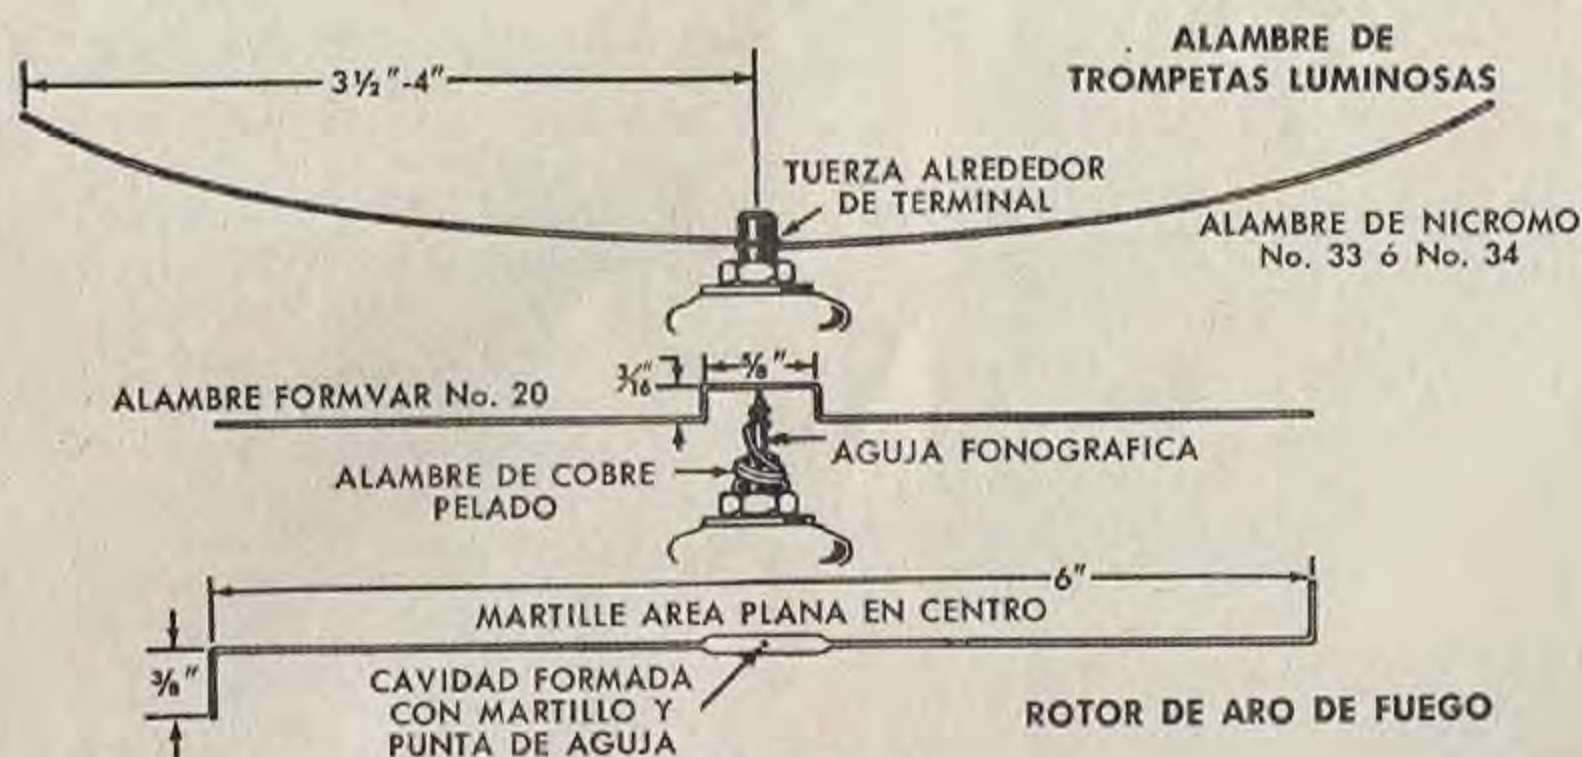 ALAMBRE DE
TROMPETAS LUMINOSAS
3½"-4"
TUERZA ALREDEDOR
DE TERMINAL
ALAMBRE DE NICROMO
No. 33 ó No. 34
3/16"
5/8"
ALAMBRE FORMVAR No. 20
AGUJA FONOGRAFICA
ALAMBRE DE COBRE
PELADO
6"
MARTILLE AREA PLANA EN CENTRO
3/8"
CAVIDAD FORMADA
CON MARTILLO Y
PUNTA DE AGUJA
ROTOR DE ARO DE FUEGO